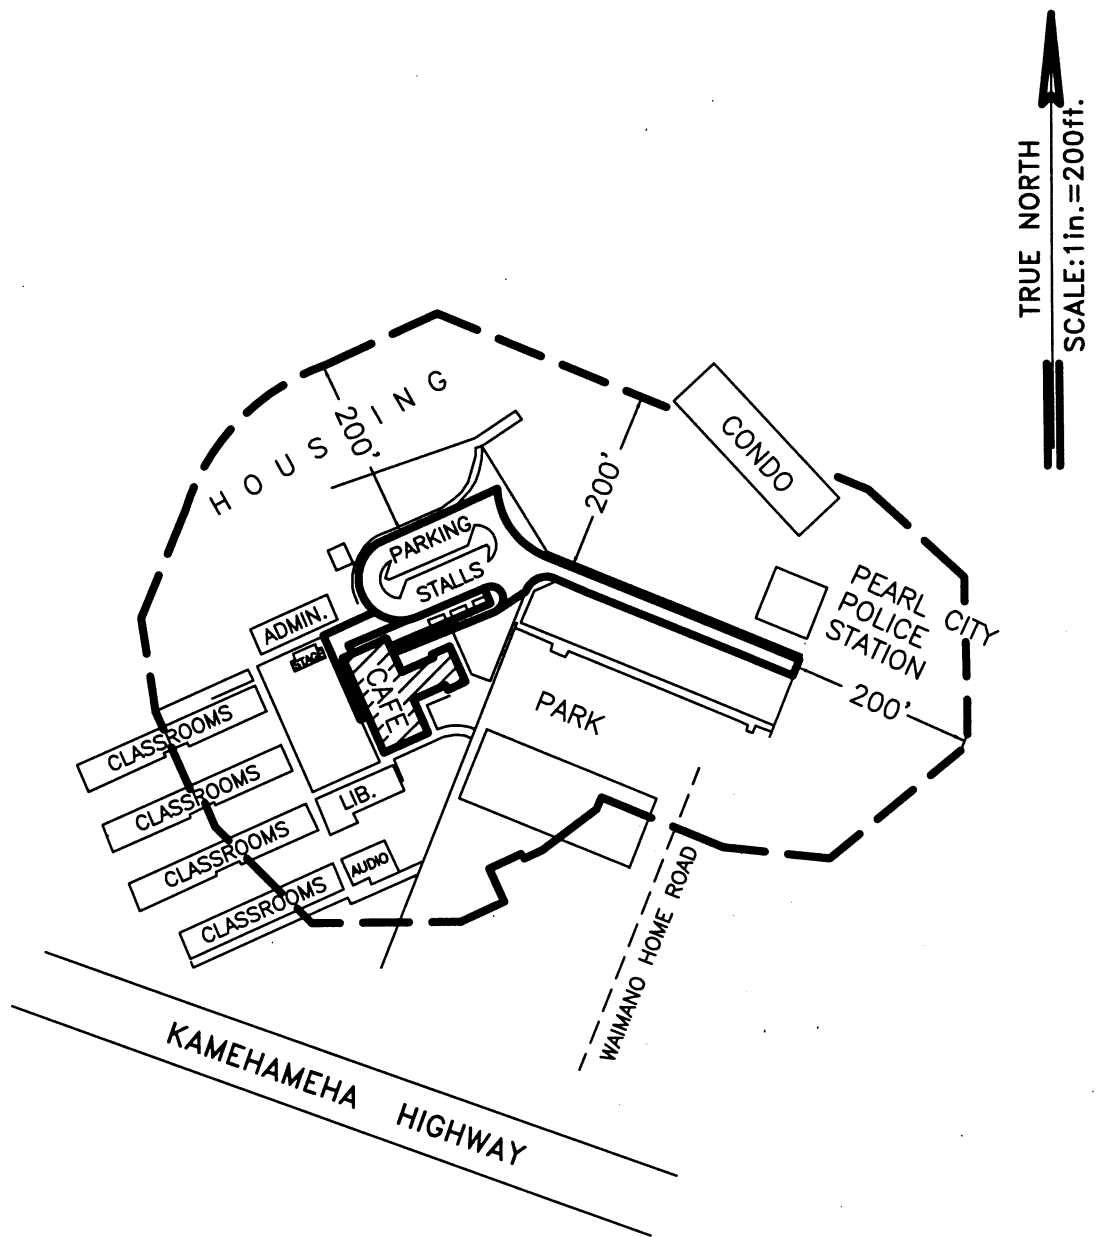 TRUE NORTH
SCALE:1in.=200ft.
HOUSING
200'
200'
CONDO
PARKING
STALLS
PEARL CITY
POLICE
STATION
ADMIN.
STAGE
CAFE
200'
PARK
CLASSROOMS
CLASSROOMS
LIB.
CLASSROOMS
AUDIO
CLASSROOMS
WAIMANO HOME ROAD
KAMEHAMEHA HIGHWAY